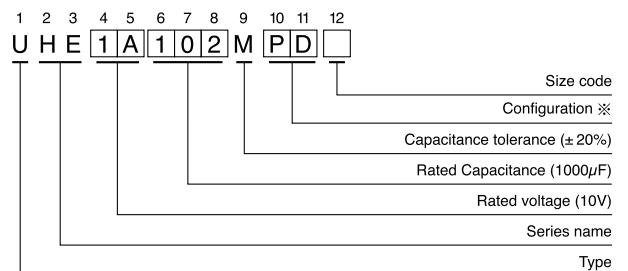 1 2 3 4 5 6 7 8 9 10 11 12
U H E 1 A 1 0 2 M P D
Size code
Configuration ※
Capacitance tolerance (± 20%)
Rated Capacitance (1000µF)
Rated voltage (10V)
Series name
Type